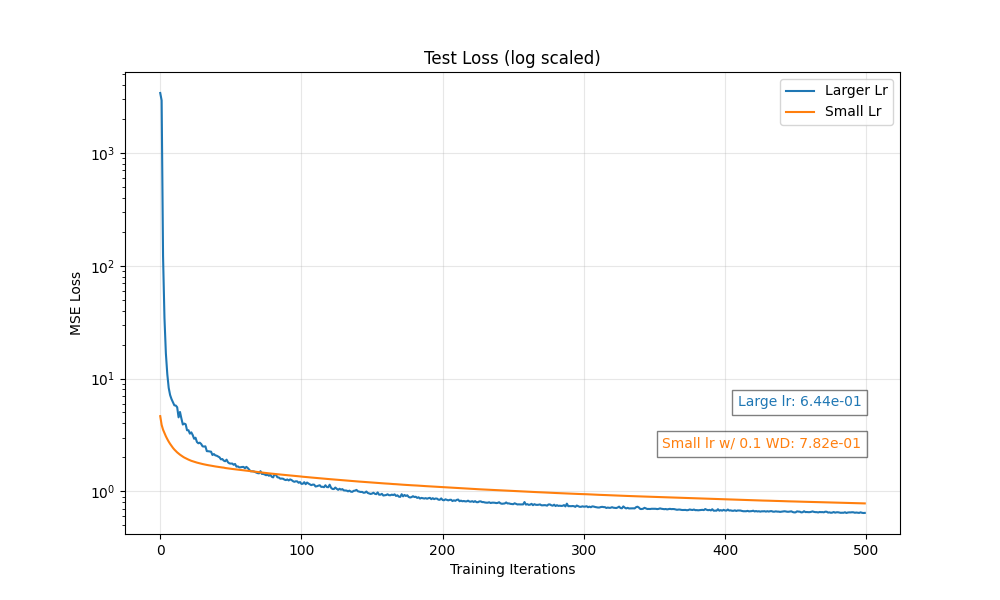 Test Loss (log scaled)
Larger Lr
Small Lr
MSE Loss
10³
10²
10¹
10⁰
Large lr: 6.44e-01
Small lr w/ 0.1 WD: 7.82e-01
0 100 200 300 400 500
Training Iterations